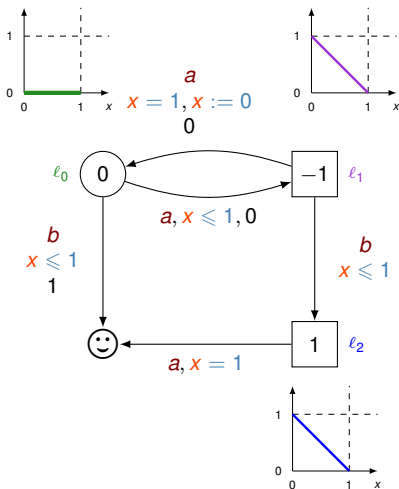 1
0
0
1
x
a
x = 1, x := 0
0
1
0
0
1
x
ℓ0
0
−1
ℓ1
a, x ⩽ 1, 0
b
x ⩽ 1
1
b
x ⩽ 1
1
ℓ2
a, x = 1
1
0
0
1
x